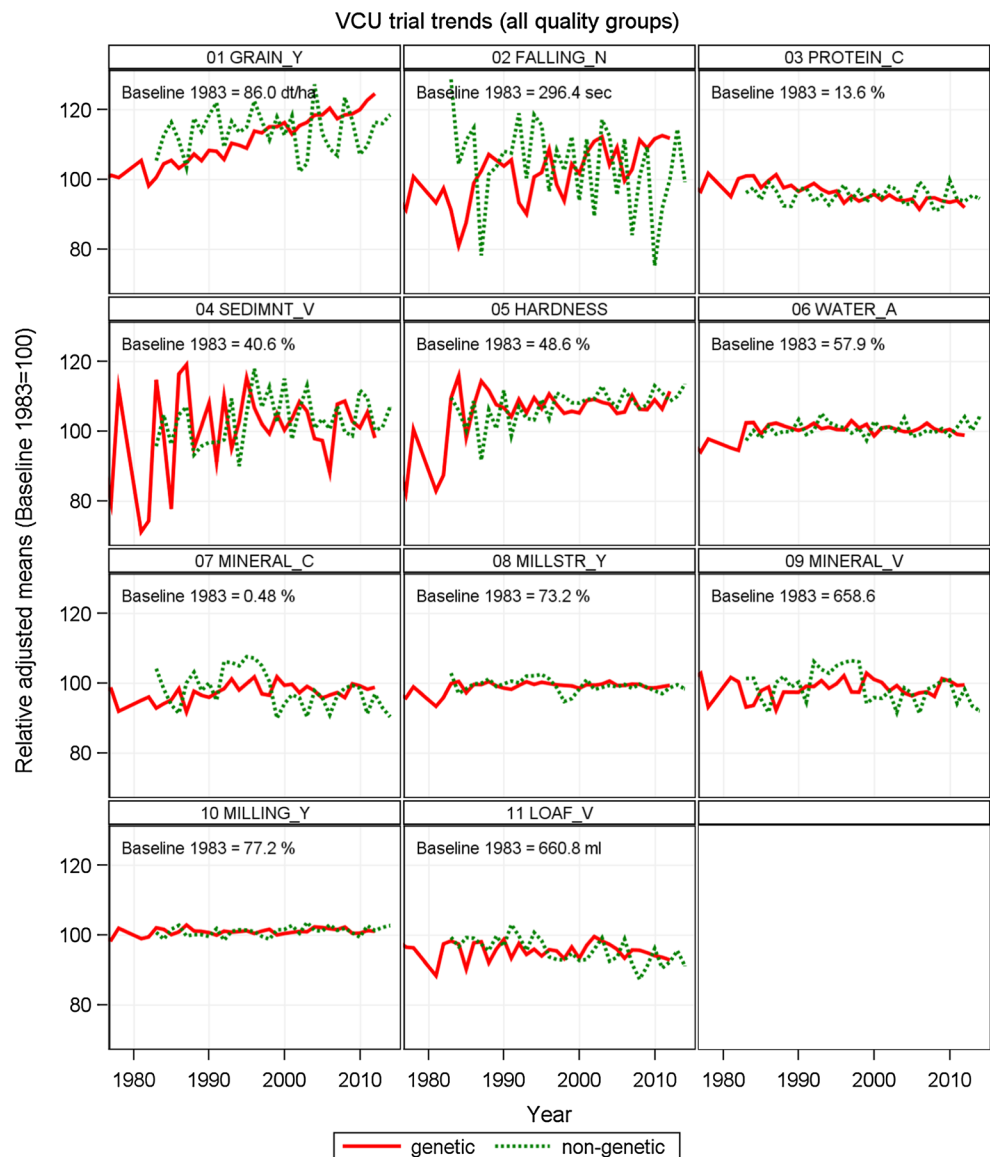 VCU trial trends (all quality groups)
01 GRAIN_Y
02 FALLING_N
03 PROTEIN_C
Baseline 1983 = 86.0 dt/ha
Baseline 1983 = 296.4 sec
Baseline 1983 = 13.6 %
120
100
80
04 SEDIMNT_V
05 HARDNESS
06 WATER_A
Baseline 1983 = 40.6 %
Baseline 1983 = 48.6 %
Baseline 1983 = 57.9 %
120
100
80
Relative adjusted means (Baseline 1983=100)
07 MINERAL_C
08 MILLSTR_Y
09 MINERAL_V
Baseline 1983 = 0.48 %
Baseline 1983 = 73.2 %
Baseline 1983 = 658.6
120
100
80
10 MILLING_Y
11 LOAF_V
Baseline 1983 = 77.2 %
Baseline 1983 = 660.8 ml
120
100
80
1980 1990 2000 2010 1980 1990 2000 2010 1980 1990 2000 2010
Year
genetic non-genetic